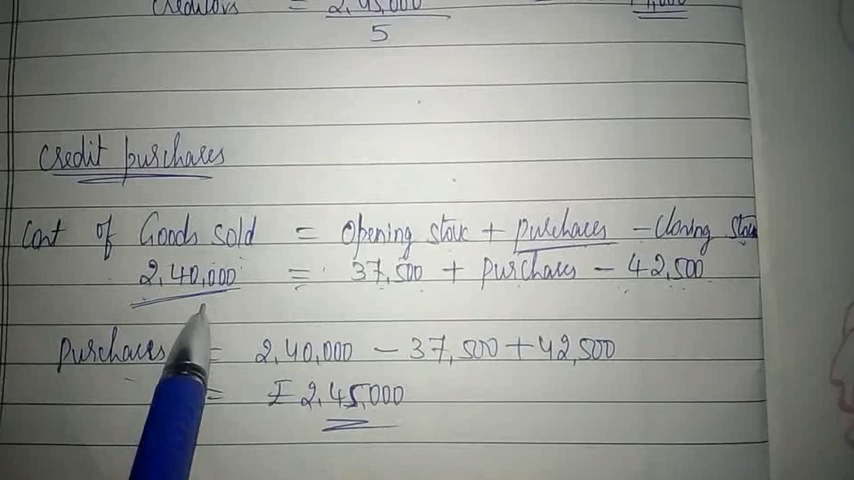 Creditors = 2,45,000
5
Credit purchases
Cost of Goods sold = Opening stock + purchases - Closing stock
2,40,000 = 37,500 + purchases - 42,500
Purchases = 2,40,000 - 37,500 + 42,500
= ₹ 2,45,000